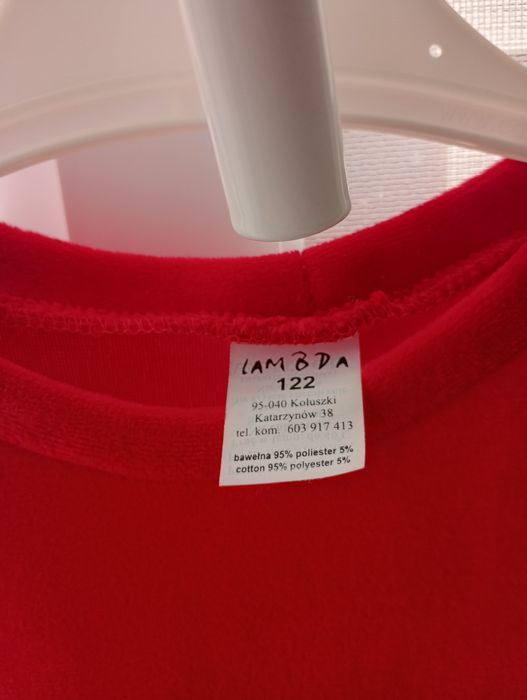 LAMBDA
122
95-040 Koluszki
Katarzynów 38
tel. kom. 603 917 413
bawełna 95% poliester 5%
cotton 95% polyester 5%